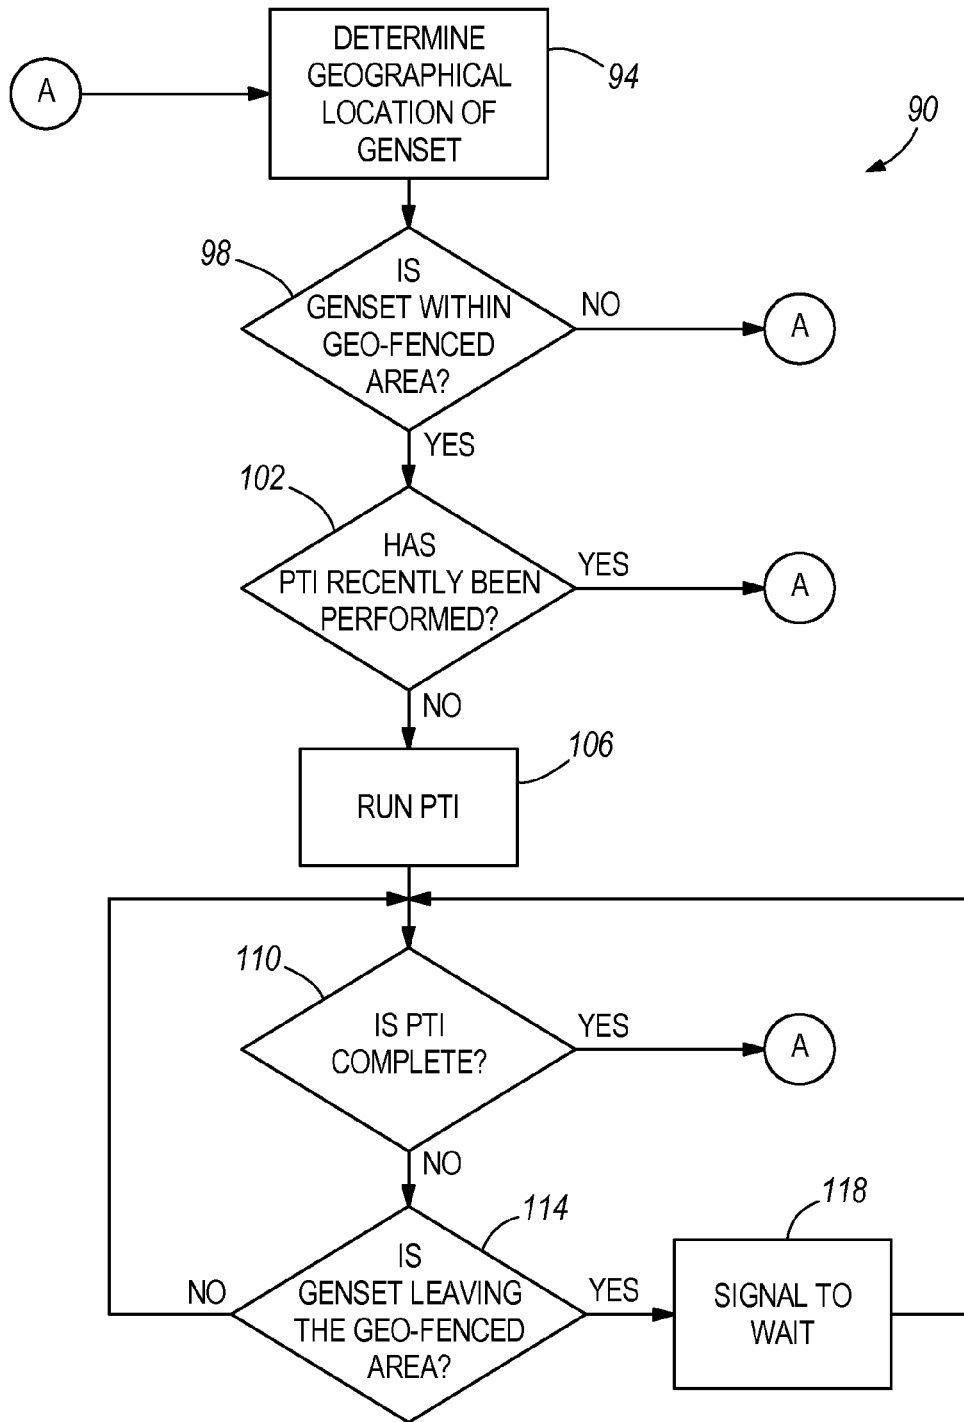 DETERMINE
GEOGRAPHICAL
LOCATION OF
GENSET
94
A
90
98
IS
GENSET WITHIN
GEO-FENCED
AREA?
NO
A
YES
102
HAS
PTI RECENTLY BEEN
PERFORMED?
YES
A
NO
106
RUN PTI
110
IS PTI
COMPLETE?
YES
A
NO
114
IS
GENSET LEAVING
THE GEO-FENCED
AREA?
NO
YES
118
SIGNAL TO
WAIT